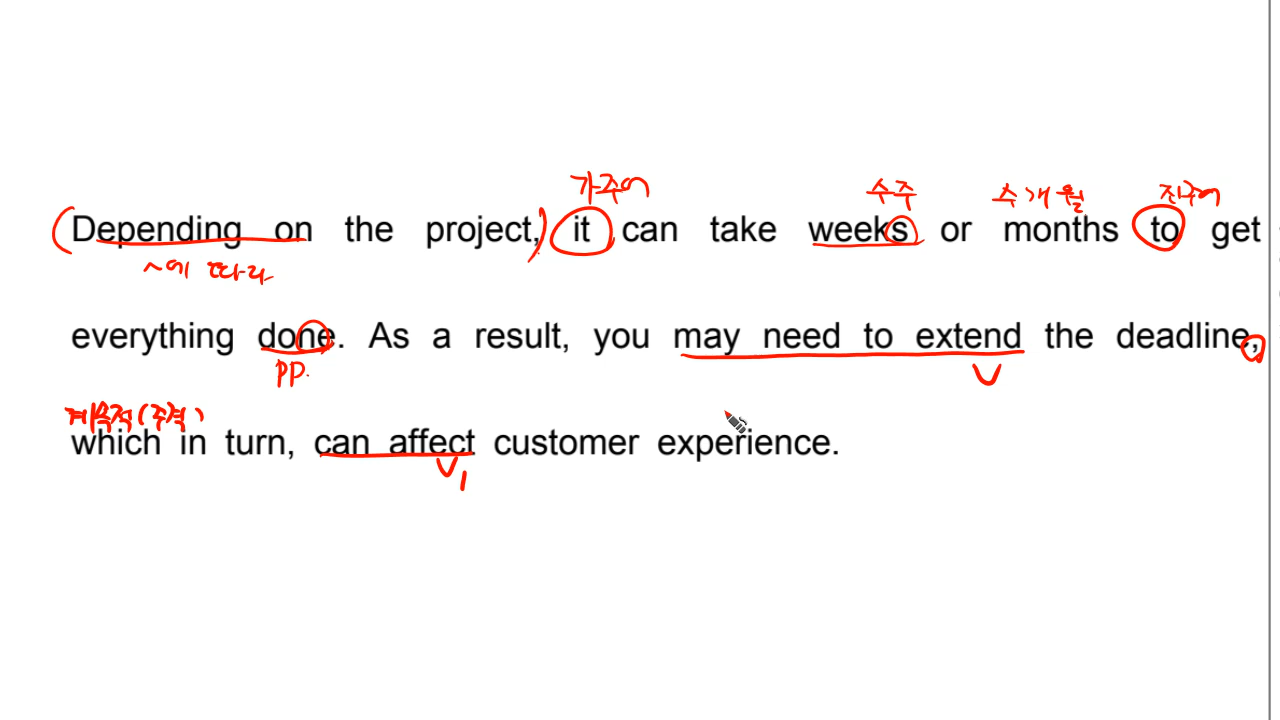 가주어 수주 수개월 진주어
(Depending on the project,) it can take weeks or months to get
~에 따라
everything done. As a result, you may need to extend the deadline,
PP. V
계속적(주격)
which in turn, can affect customer experience.
V1